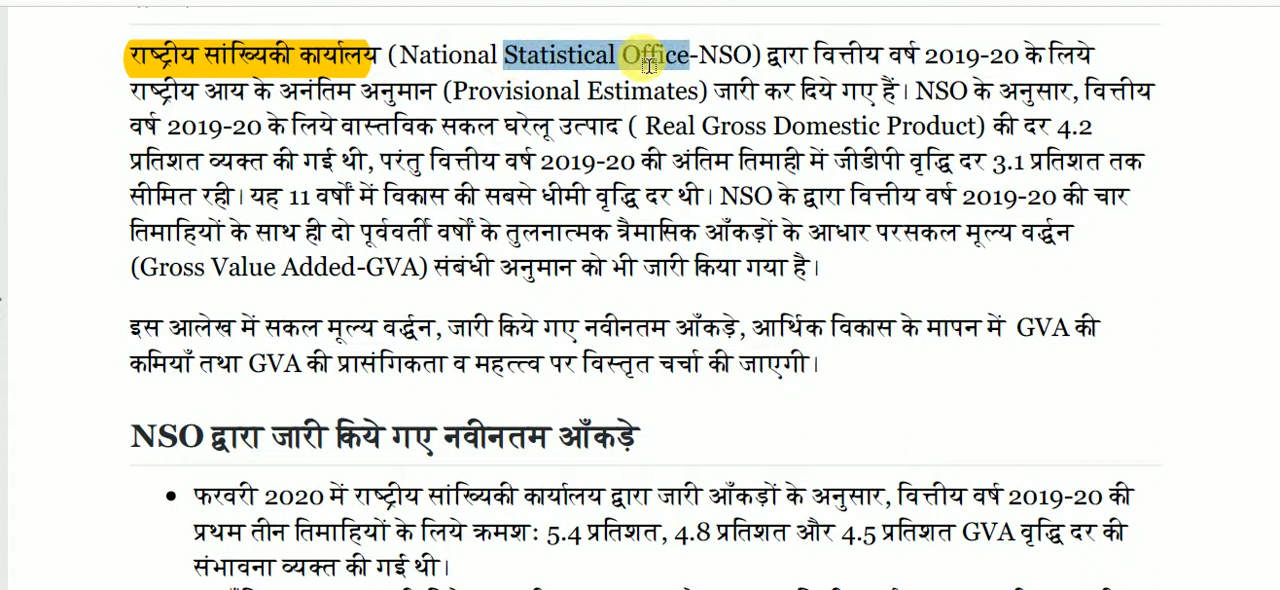 राष्ट्रीय सांख्यिकी कार्यालय (National Statistical Office-NSO) द्वारा वित्तीय वर्ष 2019-20 के लिये
राष्ट्रीय आय के अनंतिम अनुमान (Provisional Estimates) जारी कर दिये गए हैं। NSO के अनुसार, वित्तीय
वर्ष 2019-20 के लिये वास्तविक सकल घरेलू उत्पाद ( Real Gross Domestic Product) की दर 4.2
प्रतिशत व्यक्त की गई थी, परंतु वित्तीय वर्ष 2019-20 की अंतिम तिमाही में जीडीपी वृद्धि दर 3.1 प्रतिशत तक
सीमित रही। यह 11 वर्षों में विकास की सबसे धीमी वृद्धि दर थी। NSO के द्वारा वित्तीय वर्ष 2019-20 की चार
तिमाहियों के साथ ही दो पूर्ववर्ती वर्षों के तुलनात्मक त्रैमासिक आँकड़ों के आधार परसकल मूल्य वर्द्धन
(Gross Value Added-GVA) संबंधी अनुमान को भी जारी किया गया है।
इस आलेख में सकल मूल्य वर्द्धन, जारी किये गए नवीनतम आँकड़े, आर्थिक विकास के मापन में GVA की
कमियाँ तथा GVA की प्रासंगिकता व महत्त्व पर विस्तृत चर्चा की जाएगी।
NSO द्वारा जारी किये गए नवीनतम आँकड़े
• फरवरी 2020 में राष्ट्रीय सांख्यिकी कार्यालय द्वारा जारी आँकड़ों के अनुसार, वित्तीय वर्ष 2019-20 की
प्रथम तीन तिमाहियों के लिये क्रमशः 5.4 प्रतिशत, 4.8 प्रतिशत और 4.5 प्रतिशत GVA वृद्धि दर की
संभावना व्यक्त की गई थी।